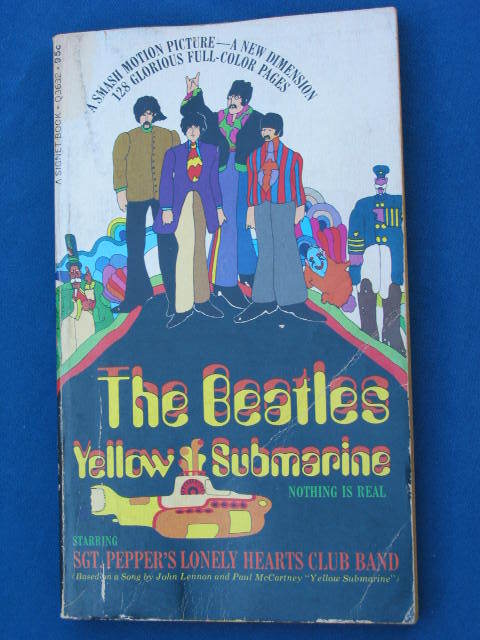 A SIGNET BOOK • Q3632 • 95c
A SMASH MOTION PICTURE—A NEW DIMENSION
128 GLORIOUS FULL-COLOR PAGES
The Beatles
Yellow Submarine
NOTHING IS REAL
STARRING
SGT. PEPPER'S LONELY HEARTS CLUB BAND
(Based on a Song by John Lennon and Paul McCartney "Yellow Submarine")